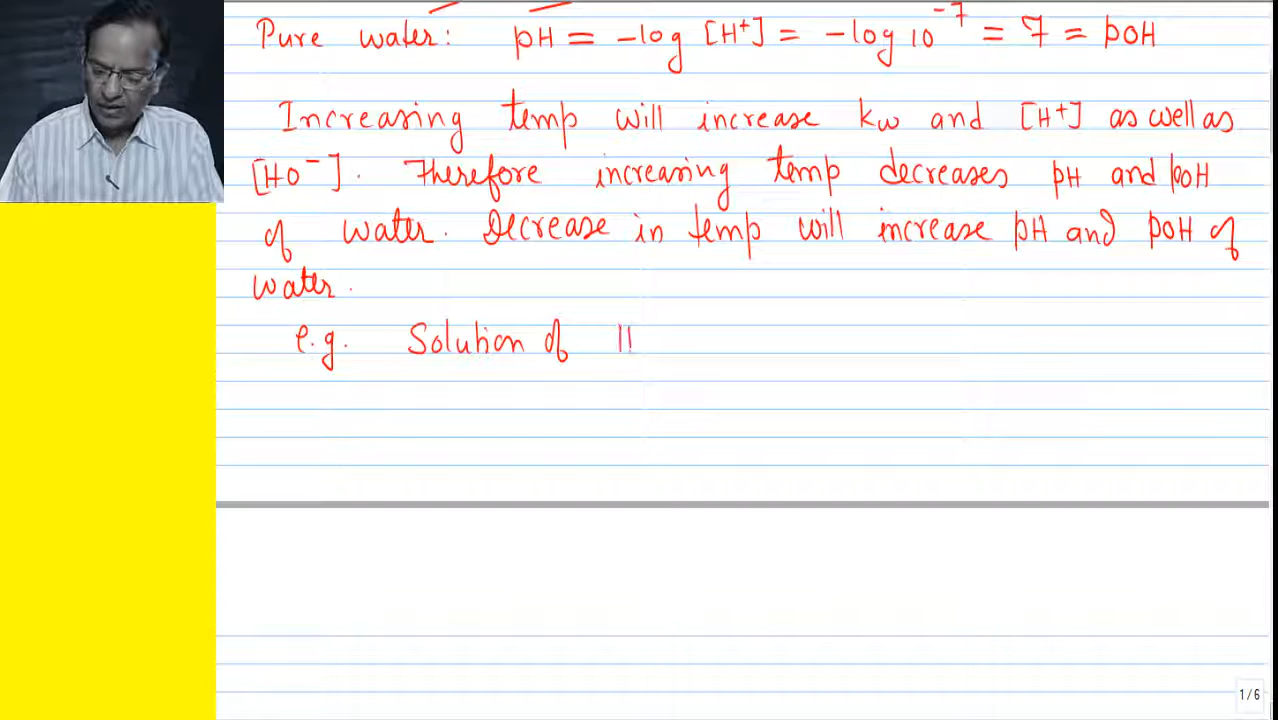 Pure water: pH = -log [H⁺] = -log 10⁻⁷ = 7 = pOH
Increasing temp will increase kw and [H⁺] as well as
[HO⁻]. Therefore increasing temp decreases pH and pOH
of water. Decrease in temp will increase pH and pOH of
water.
e.g. Solution of
1/6